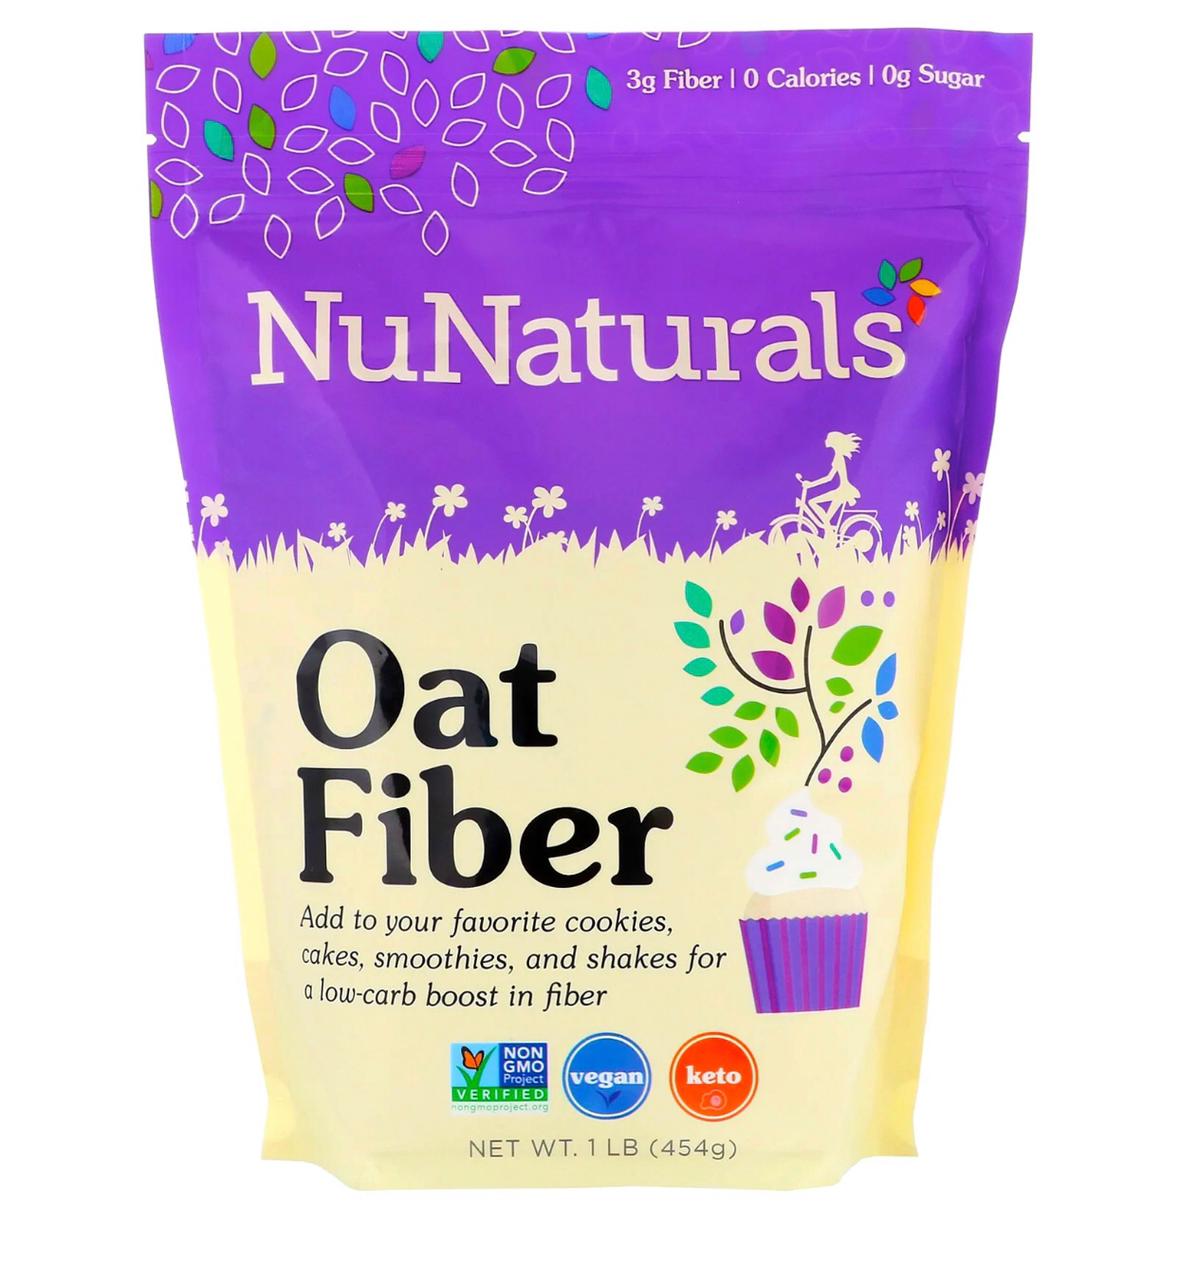 3g Fiber | 0 Calories | 0g Sugar
NuNaturals
Oat
Fiber
Add to your favorite cookies,
cakes, smoothies, and shakes for
a low-carb boost in fiber
NON
GMO
Project
VERIFIED
nongmoproject.org
vegan
keto
NET WT. 1 LB (454g)